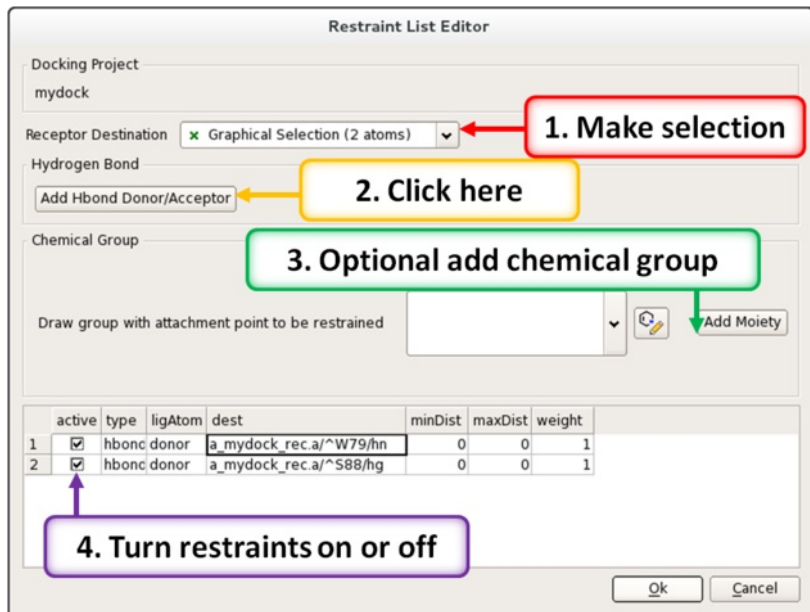 Restraint List Editor
Docking Project
mydock
Receptor Destination × Graphical Selection (2 atoms)
1. Make selection
Hydrogen Bond
Add Hbond Donor/Acceptor
2. Click here
Chemical Group
3. Optional add chemical group
Draw group with attachment point to be restrained
Add Moiety
active type ligAtom dest minDist maxDist weight
1 hbond donor a_mydock_rec.a/^W79/hn 0 0 1
2 hbond donor a_mydock_rec.a/^S88/hg 0 0 1
4. Turn restraints on or off
Ok Cancel